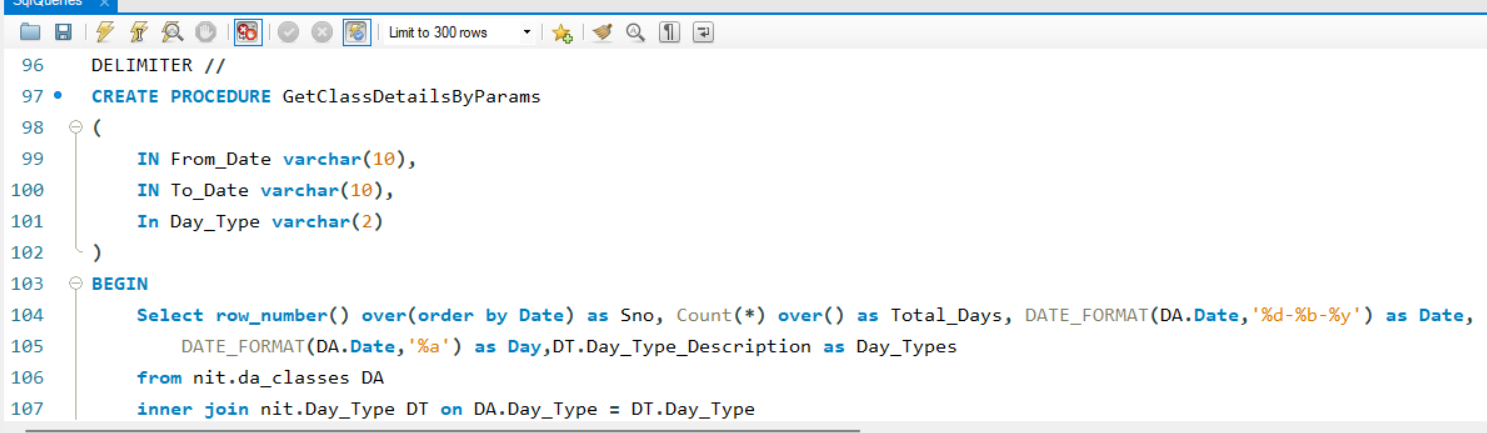 SqlQueries ×
Limit to 300 rows
96 DELIMITER //
97 CREATE PROCEDURE GetClassDetailsByParams
98 (
99 IN From_Date varchar(10),
100 IN To_Date varchar(10),
101 In Day_Type varchar(2)
102 )
103 BEGIN
104 Select row_number() over(order by Date) as Sno, Count(*) over() as Total_Days, DATE_FORMAT(DA.Date,'%d-%b-%y') as Date,
105 DATE_FORMAT(DA.Date,'%a') as Day,DT.Day_Type_Description as Day_Types
106 from nit.da_classes DA
107 inner join nit.Day_Type DT on DA.Day_Type = DT.Day_Type